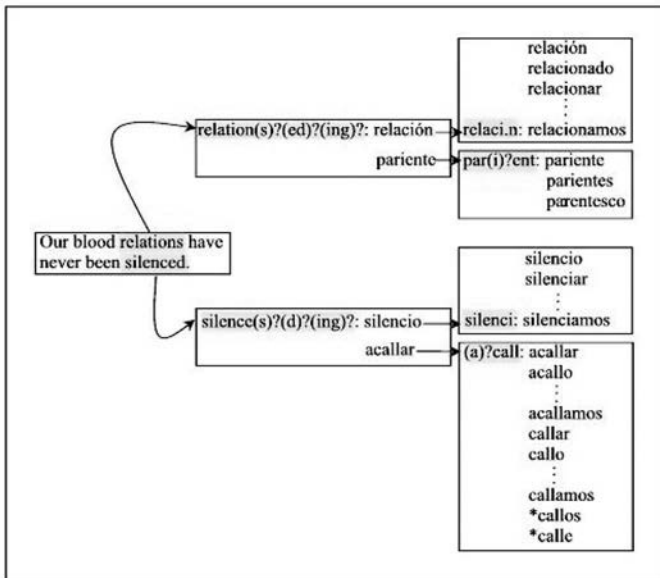 Our blood relations have
never been silenced.
relation(s)?(ed)?(ing)?: relación
pariente
relación
relacionado
relacionar
relaci.n: relacionamos
par(i)?ent: pariente
parientes
parentesco
silence(s)?(d)?(ing)?: silencio
acallar
silencio
silenciar
silenci: silenciamos
(a)?call: acallar
acallo
acallamos
callar
callo
callamos
*callos
*calle